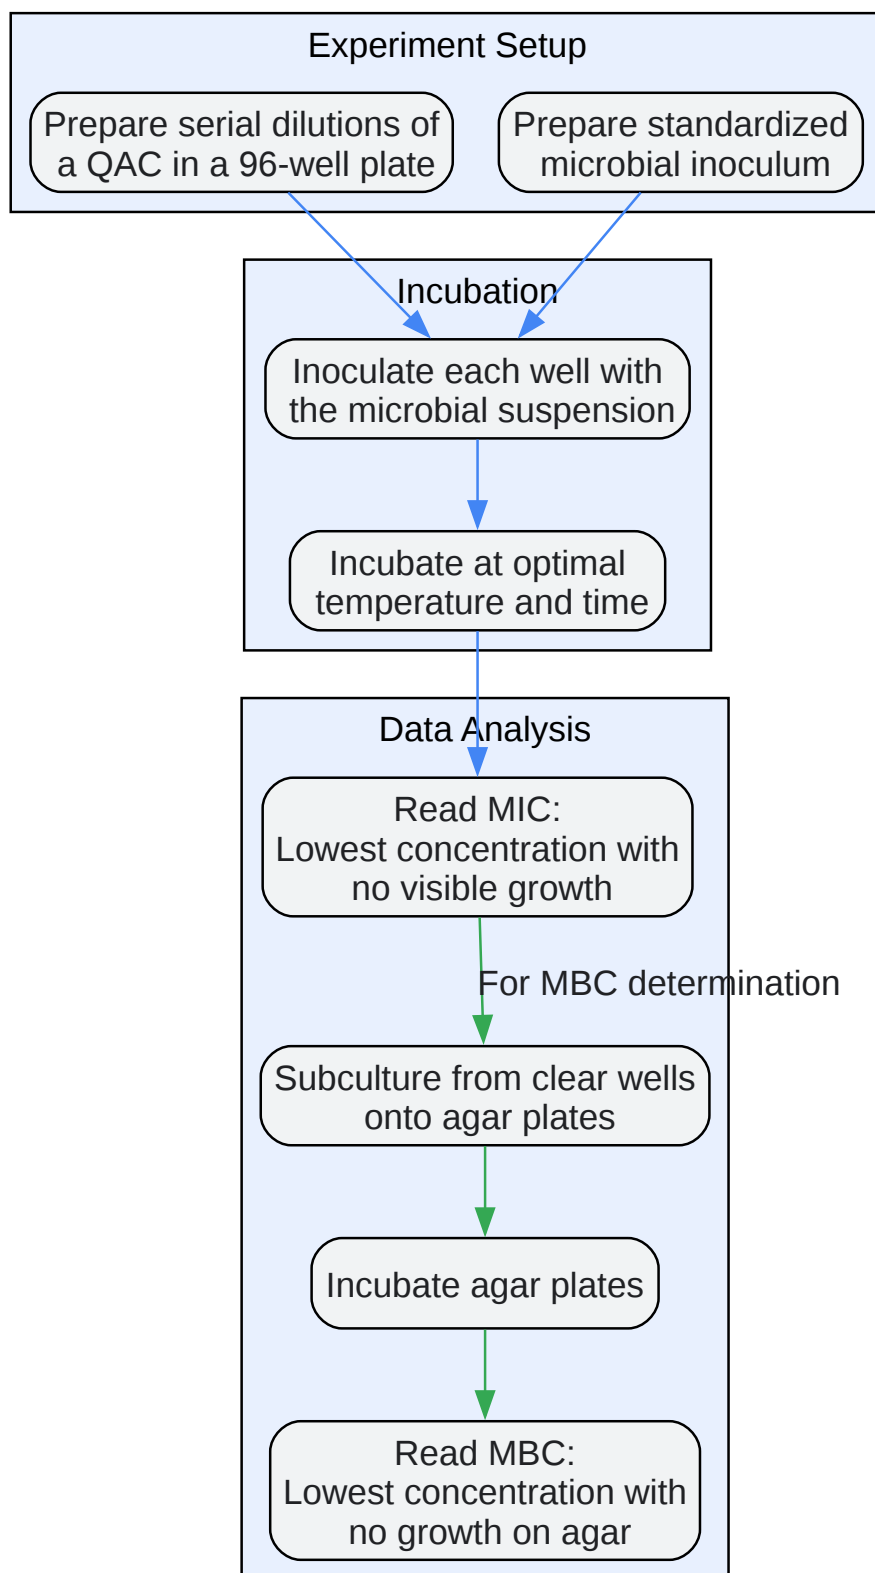 Experiment Setup
Prepare serial dilutions of
a QAC in a 96-well plate
Prepare standardized
microbial inoculum
Incubation
Inoculate each well with
the microbial suspension
Incubate at optimal
temperature and time
Data Analysis
Read MIC:
Lowest concentration with
no visible growth
For MBC determination
Subculture from clear wells
onto agar plates
Incubate agar plates
Read MBC:
Lowest concentration with
no growth on agar